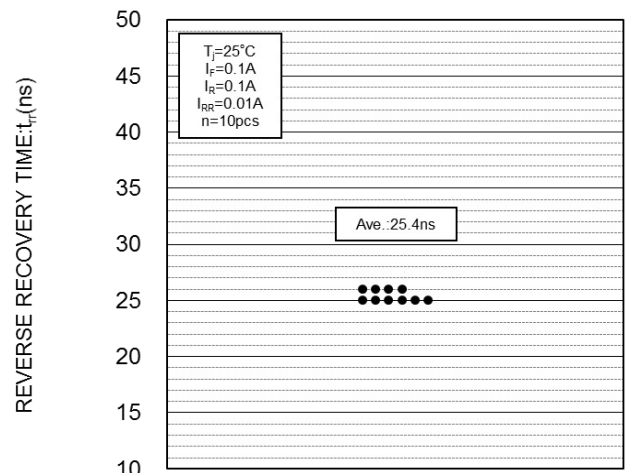 50
45
40
35
30
25
20
15
10
REVERSE RECOVERY TIME:trr(ns)
Tj=25°C
IF=0.1A
IR=0.1A
IRR=0.01A
n=10pcs
Ave.:25.4ns